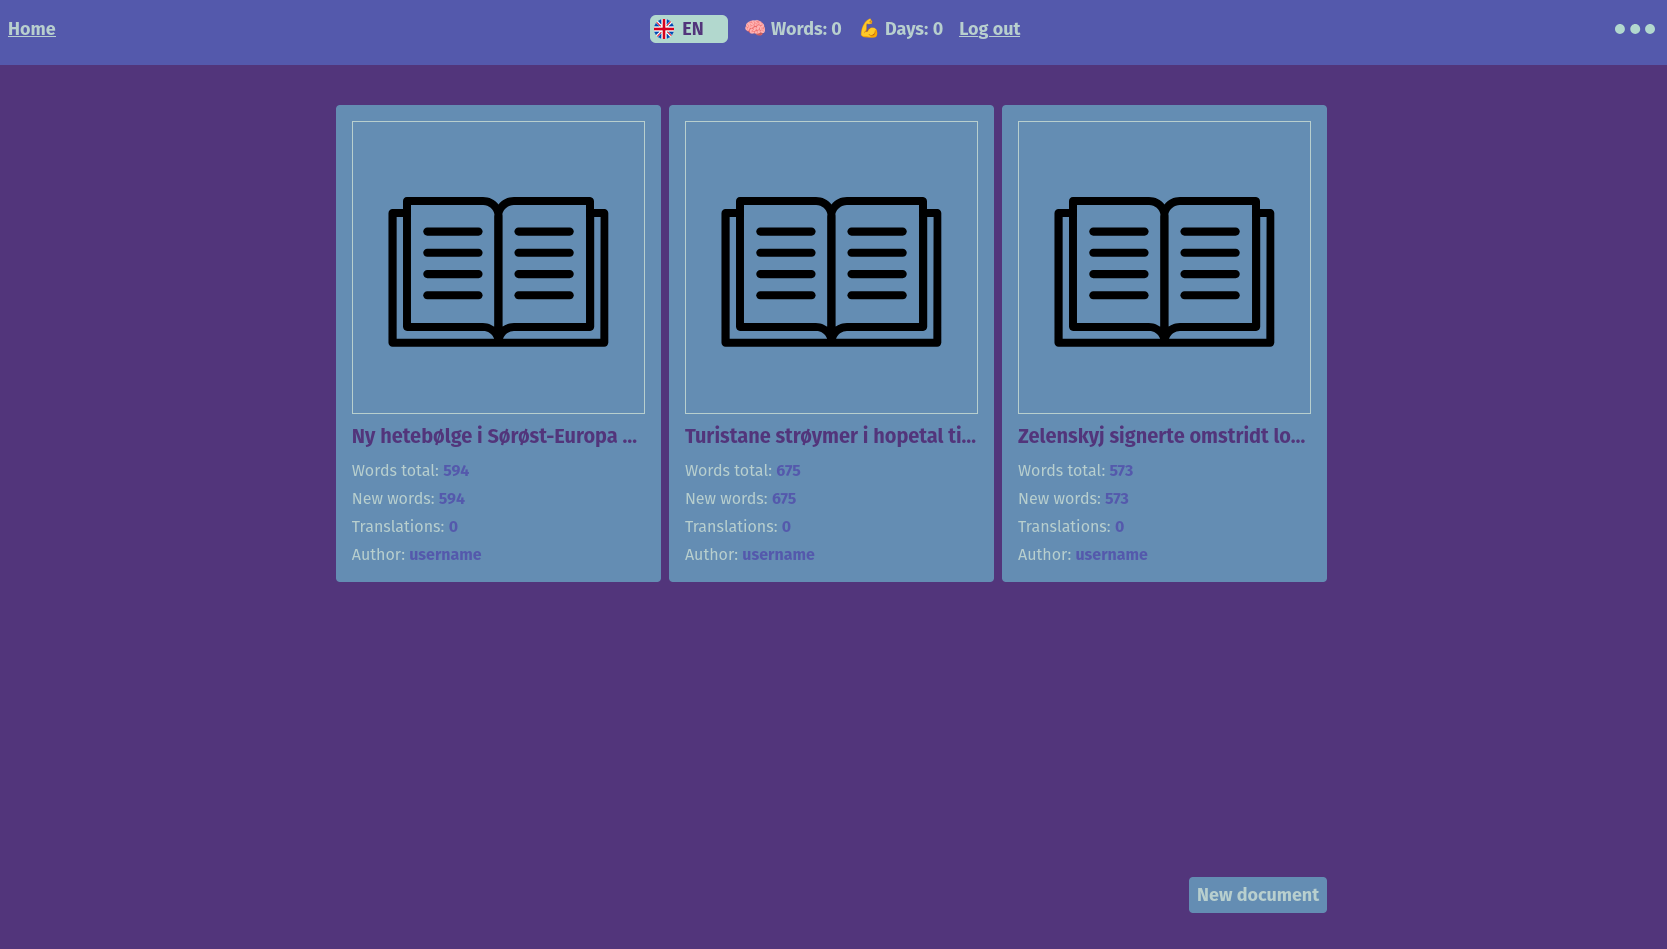 Home
EN
🧠 Words: 0
💪 Days: 0
Log out
Ny hetebølge i Sørøst-Europa ...
Words total: 594
New words: 594
Translations: 0
Author: username
Turistane strøymer i hopetal ti...
Words total: 675
New words: 675
Translations: 0
Author: username
Zelenskyj signerte omstridt lo...
Words total: 573
New words: 573
Translations: 0
Author: username
New document